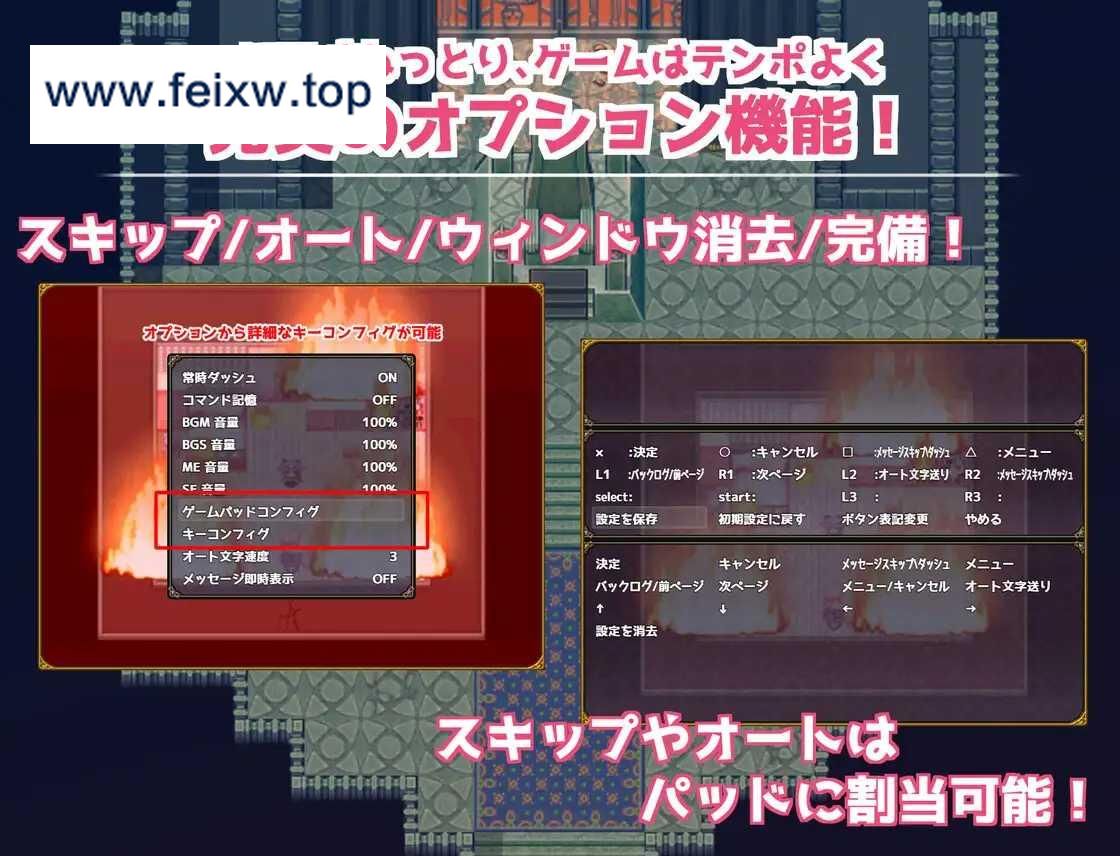 www.feixw.top
っとり、ゲームはテンポよく
のオプション機能！
スキップ/オート/ウィンドウ消去/完備！
オプションから詳細なキーコンフィグが可能
常時ダッシュ ON
コマンド記憶 OFF
BGM 音量 100%
BGS 音量 100%
ME 音量 100%
SE 音量 100%
ゲームパッドコンフィグ
キーコンフィグ
オート文字速度 3
メッセージ即時表示 OFF
× :決定 ○ :キャンセル □ :メッセージスキップ\ダッシュ △ :メニュー
L1 :バックログ/前ページ R1 :次ページ L2 :オート文字送り R2 :メッセージスキップ\ダッシュ
select: start: L3 : R3 :
設定を保存 初期設定に戻す ボタン表記変更 やめる
決定 キャンセル メッセージスキップ\ダッシュ メニュー
バックログ/前ページ 次ページ メニュー/キャンセル オート文字送り
↑ ↓ ← →
設定を消去
スキップやオートは
パッドに割当可能！